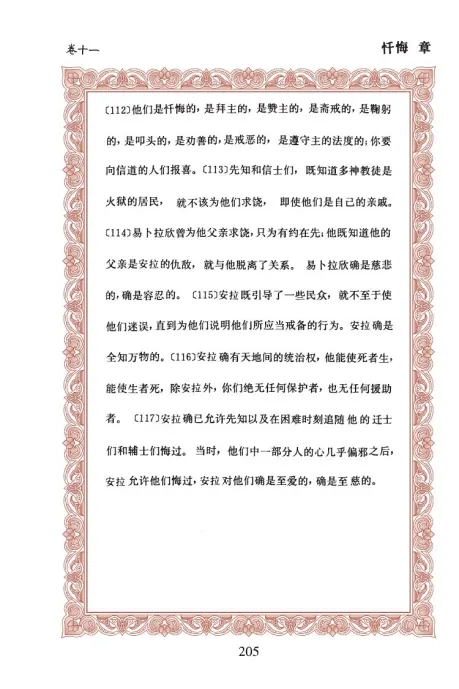 卷十一
忏悔 章
〔112〕他们是忏悔的，是拜主的，是赞主的，是斋戒的，是鞠躬
的，是叩头的，是劝善的，是戒恶的， 是遵守主的法度的；你要
向信道的人们报喜。〔113〕先知和信士们， 既知道多神教徒是
火狱的居民， 就不该为他们求饶， 即使他们是自己的亲戚。
〔114〕易卜拉欣曾为他父亲求饶，只为有约在先；他既知道他的
父亲是安拉的仇敌，就与他脱离了关系。 易卜拉欣确是慈悲
的，确是容忍的。〔115〕安拉既引导了一些民众，就不至于使
他们迷误，直到为他们说明他们所应当戒备的行为。安拉确是
全知万物的。〔116〕安拉确有天地间的统治权，他能使死者生，
能使生者死，除安拉外，你们绝无任何保护者，也无任何援助
者。〔117〕安拉确已允许先知以及在困难时刻追随他的迁士
们和辅士们悔过。当时，他们中一部分人的心几乎偏邪之后，
安拉允许他们悔过，安拉对他们确是至爱的，确是至慈的。
205